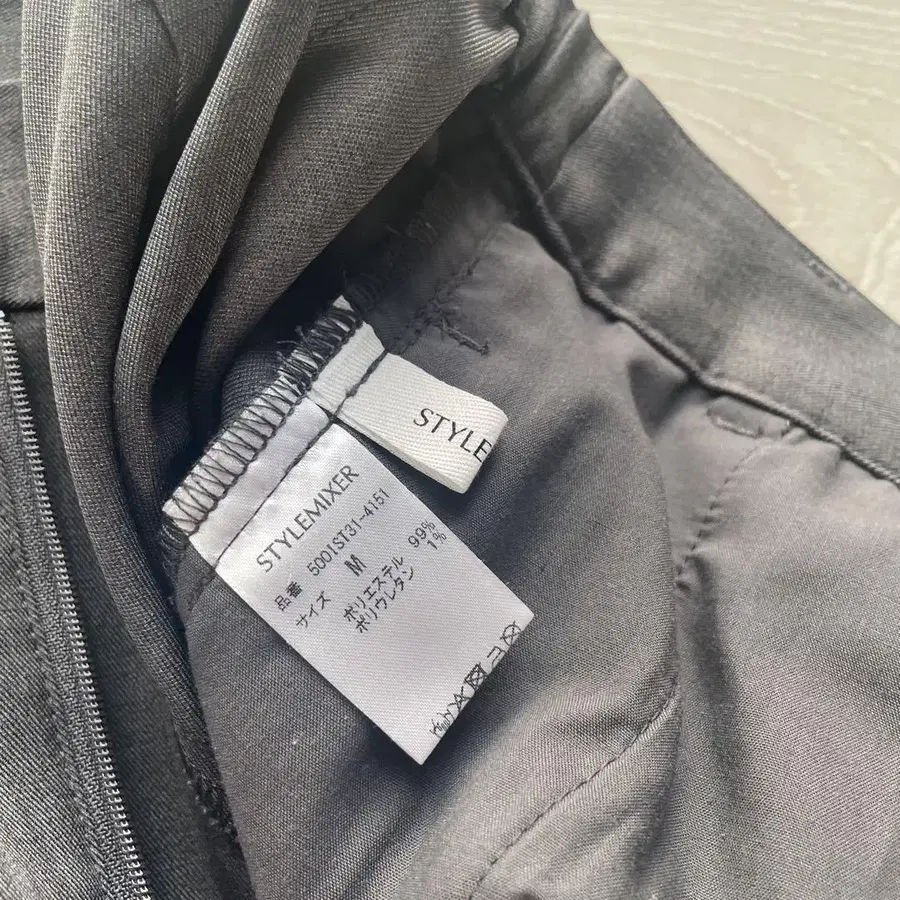 STYLE
STYLEMIXER
品番 5001ST31-4151
サイズ M
ポリエステル 99%
ポリウレタン 1%